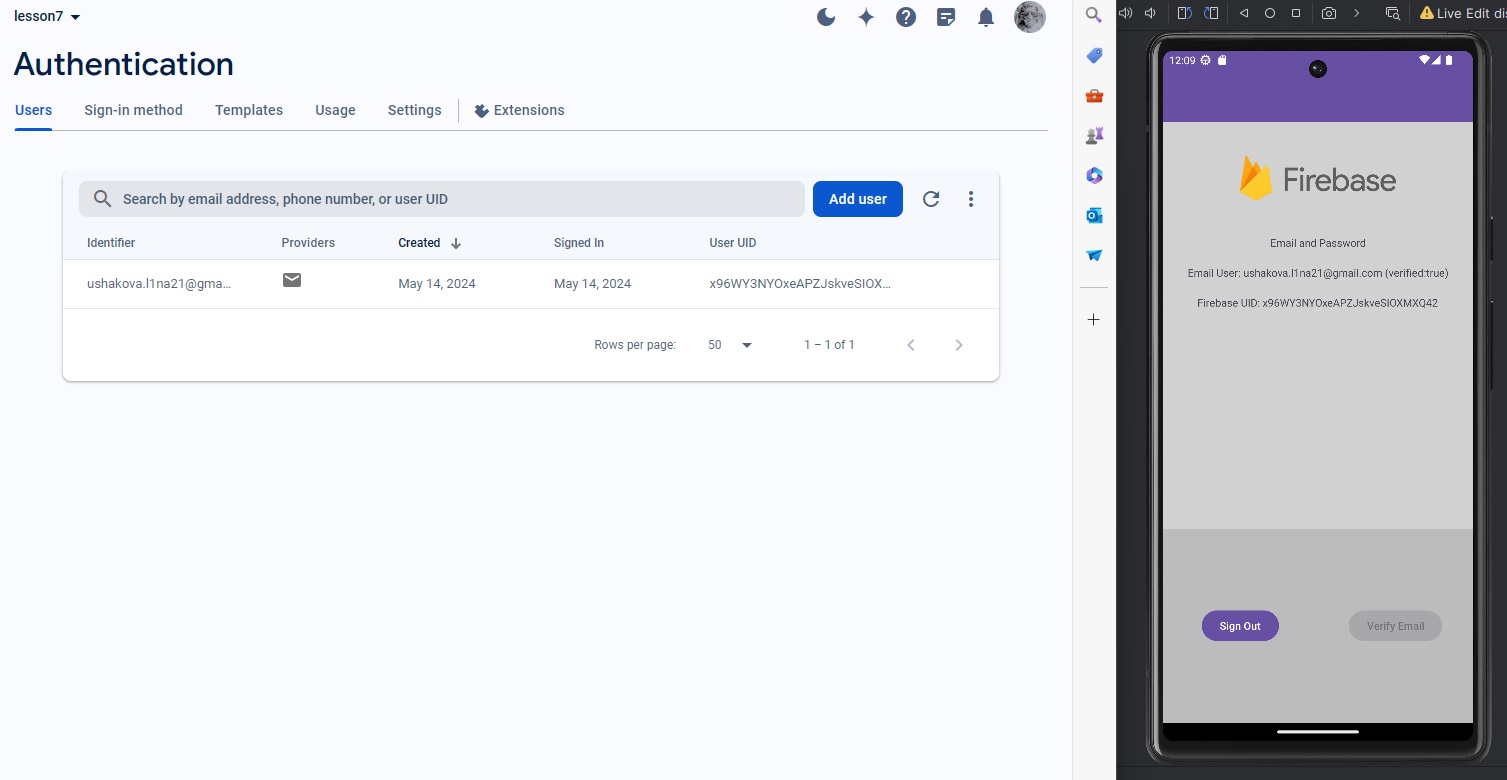 lesson7
Authentication
Users Sign-in method Templates Usage Settings Extensions
Search by email address, phone number, or user UID Add user
Identifier Providers Created Signed In User UID
ushakova.l1na21@gma... May 14, 2024 May 14, 2024 x96WY3NYOxeAPZJskveSIOX...
Rows per page: 50 1 – 1 of 1
Live Edit dis
12:09
Firebase
Email and Password
Email User: ushakova.l1na21@gmail.com (verified:true)
Firebase UID: x96WY3NYOxeAPZJskveSIOXMXQ42
Sign Out Verify Email